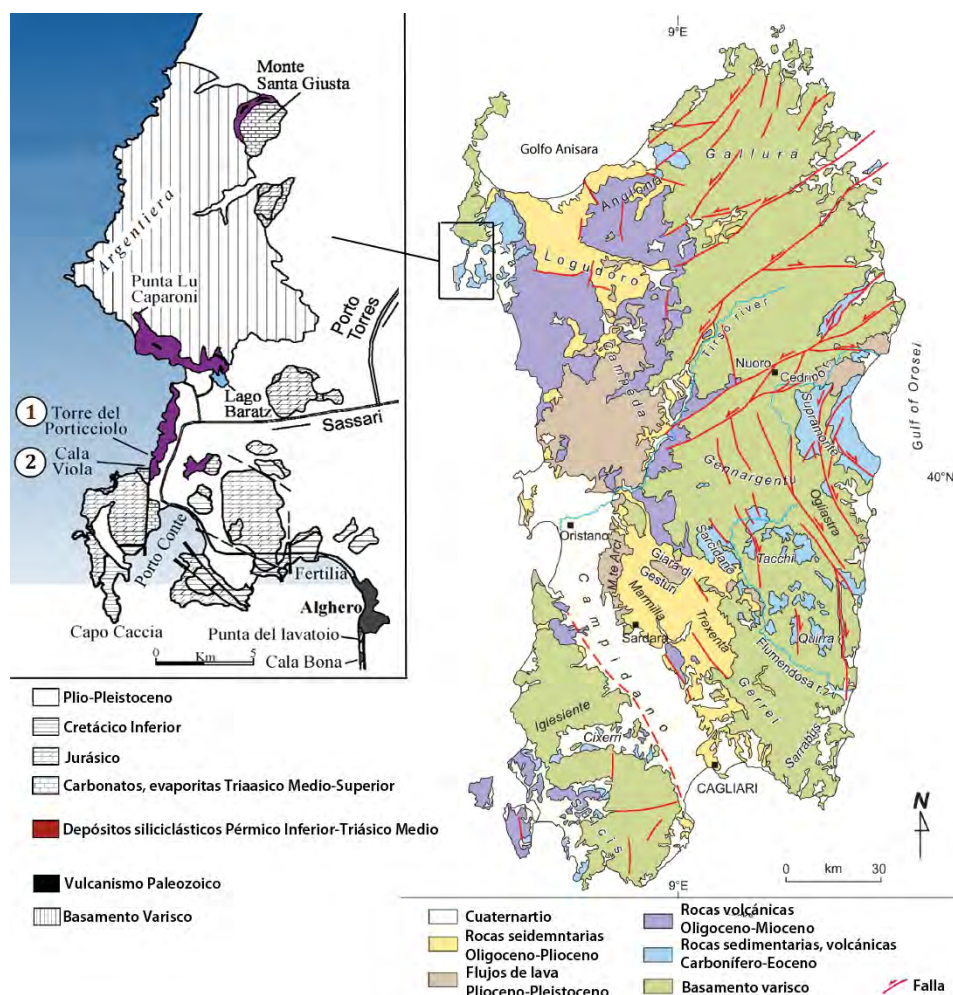 Monte
Santa Giusta
Argentiera
Punta Lu
Caparoni
Porto
Torres
Lago
Baratz
Sassari
1 Torre del
Porticciolo
2 Cala
Viola
Porto Conte
Fertilia
Alghero
Capo Caccia
Punta del lavatoio
Cala Bona
0 Km 5
Plio-Pleistoceno
Cretácico Inferior
Jurásico
Carbonatos, evaporitas Triaasico Medio-Superior
Depósitos siliciclásticos Pérmico Inferior-Triásico Medio
Vulcanismo Paleozoico
Basamento Varisco
9°E
Golfo Anisara
Gallura
Anglona
Logudoro
Campeda
Tirso river
Nuoro
Cedrino r.
Supramonte
Gulf of Orosei
40°N
Gennargentu
Ogliastra
Oristano
Sarcidano
Tacchi
M.te Arci
Giara di
Gesturi
Marmilla
Trexenta
Sardara
Quirra
Flumendosa r.
Campidano
Gerrei
Sarrabus
Iglesiente
Cixerri
CAGLIARI
cis
N
0 km 30
9°E
Cuaternartio
Rocas seidemntarias
Oligoceno-Plioceno
Flujos de lava
Plioceno-Pleistoceno
Rocas volcánicas
Oligoceno-Mioceno
Rocas sedimentarias, volcánicas
Carbonífero-Eoceno
Basamento varisco
Falla